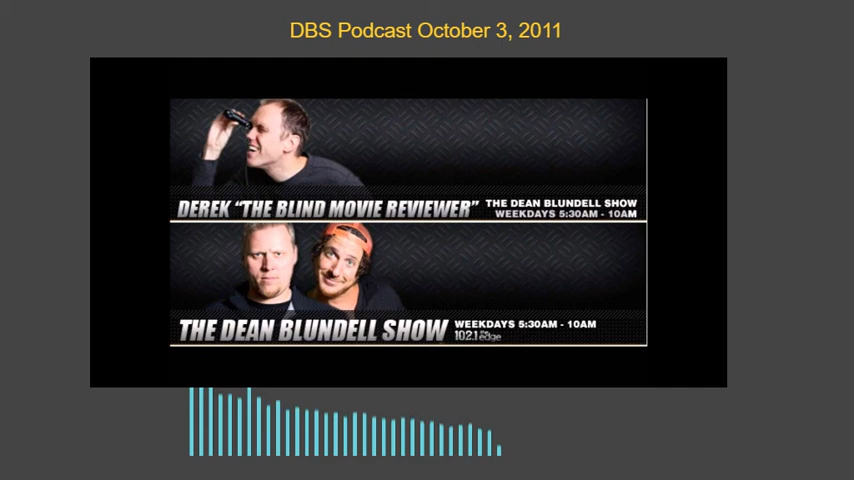 DBS Podcast October 3, 2011
DEREK "THE BLIND MOVIE REVIEWER"
THE DEAN BLUNDELL SHOW
WEEKDAYS 5:30AM - 10AM
THE DEAN BLUNDELL SHOW
WEEKDAYS 5:30AM - 10AM
102.1 the edge